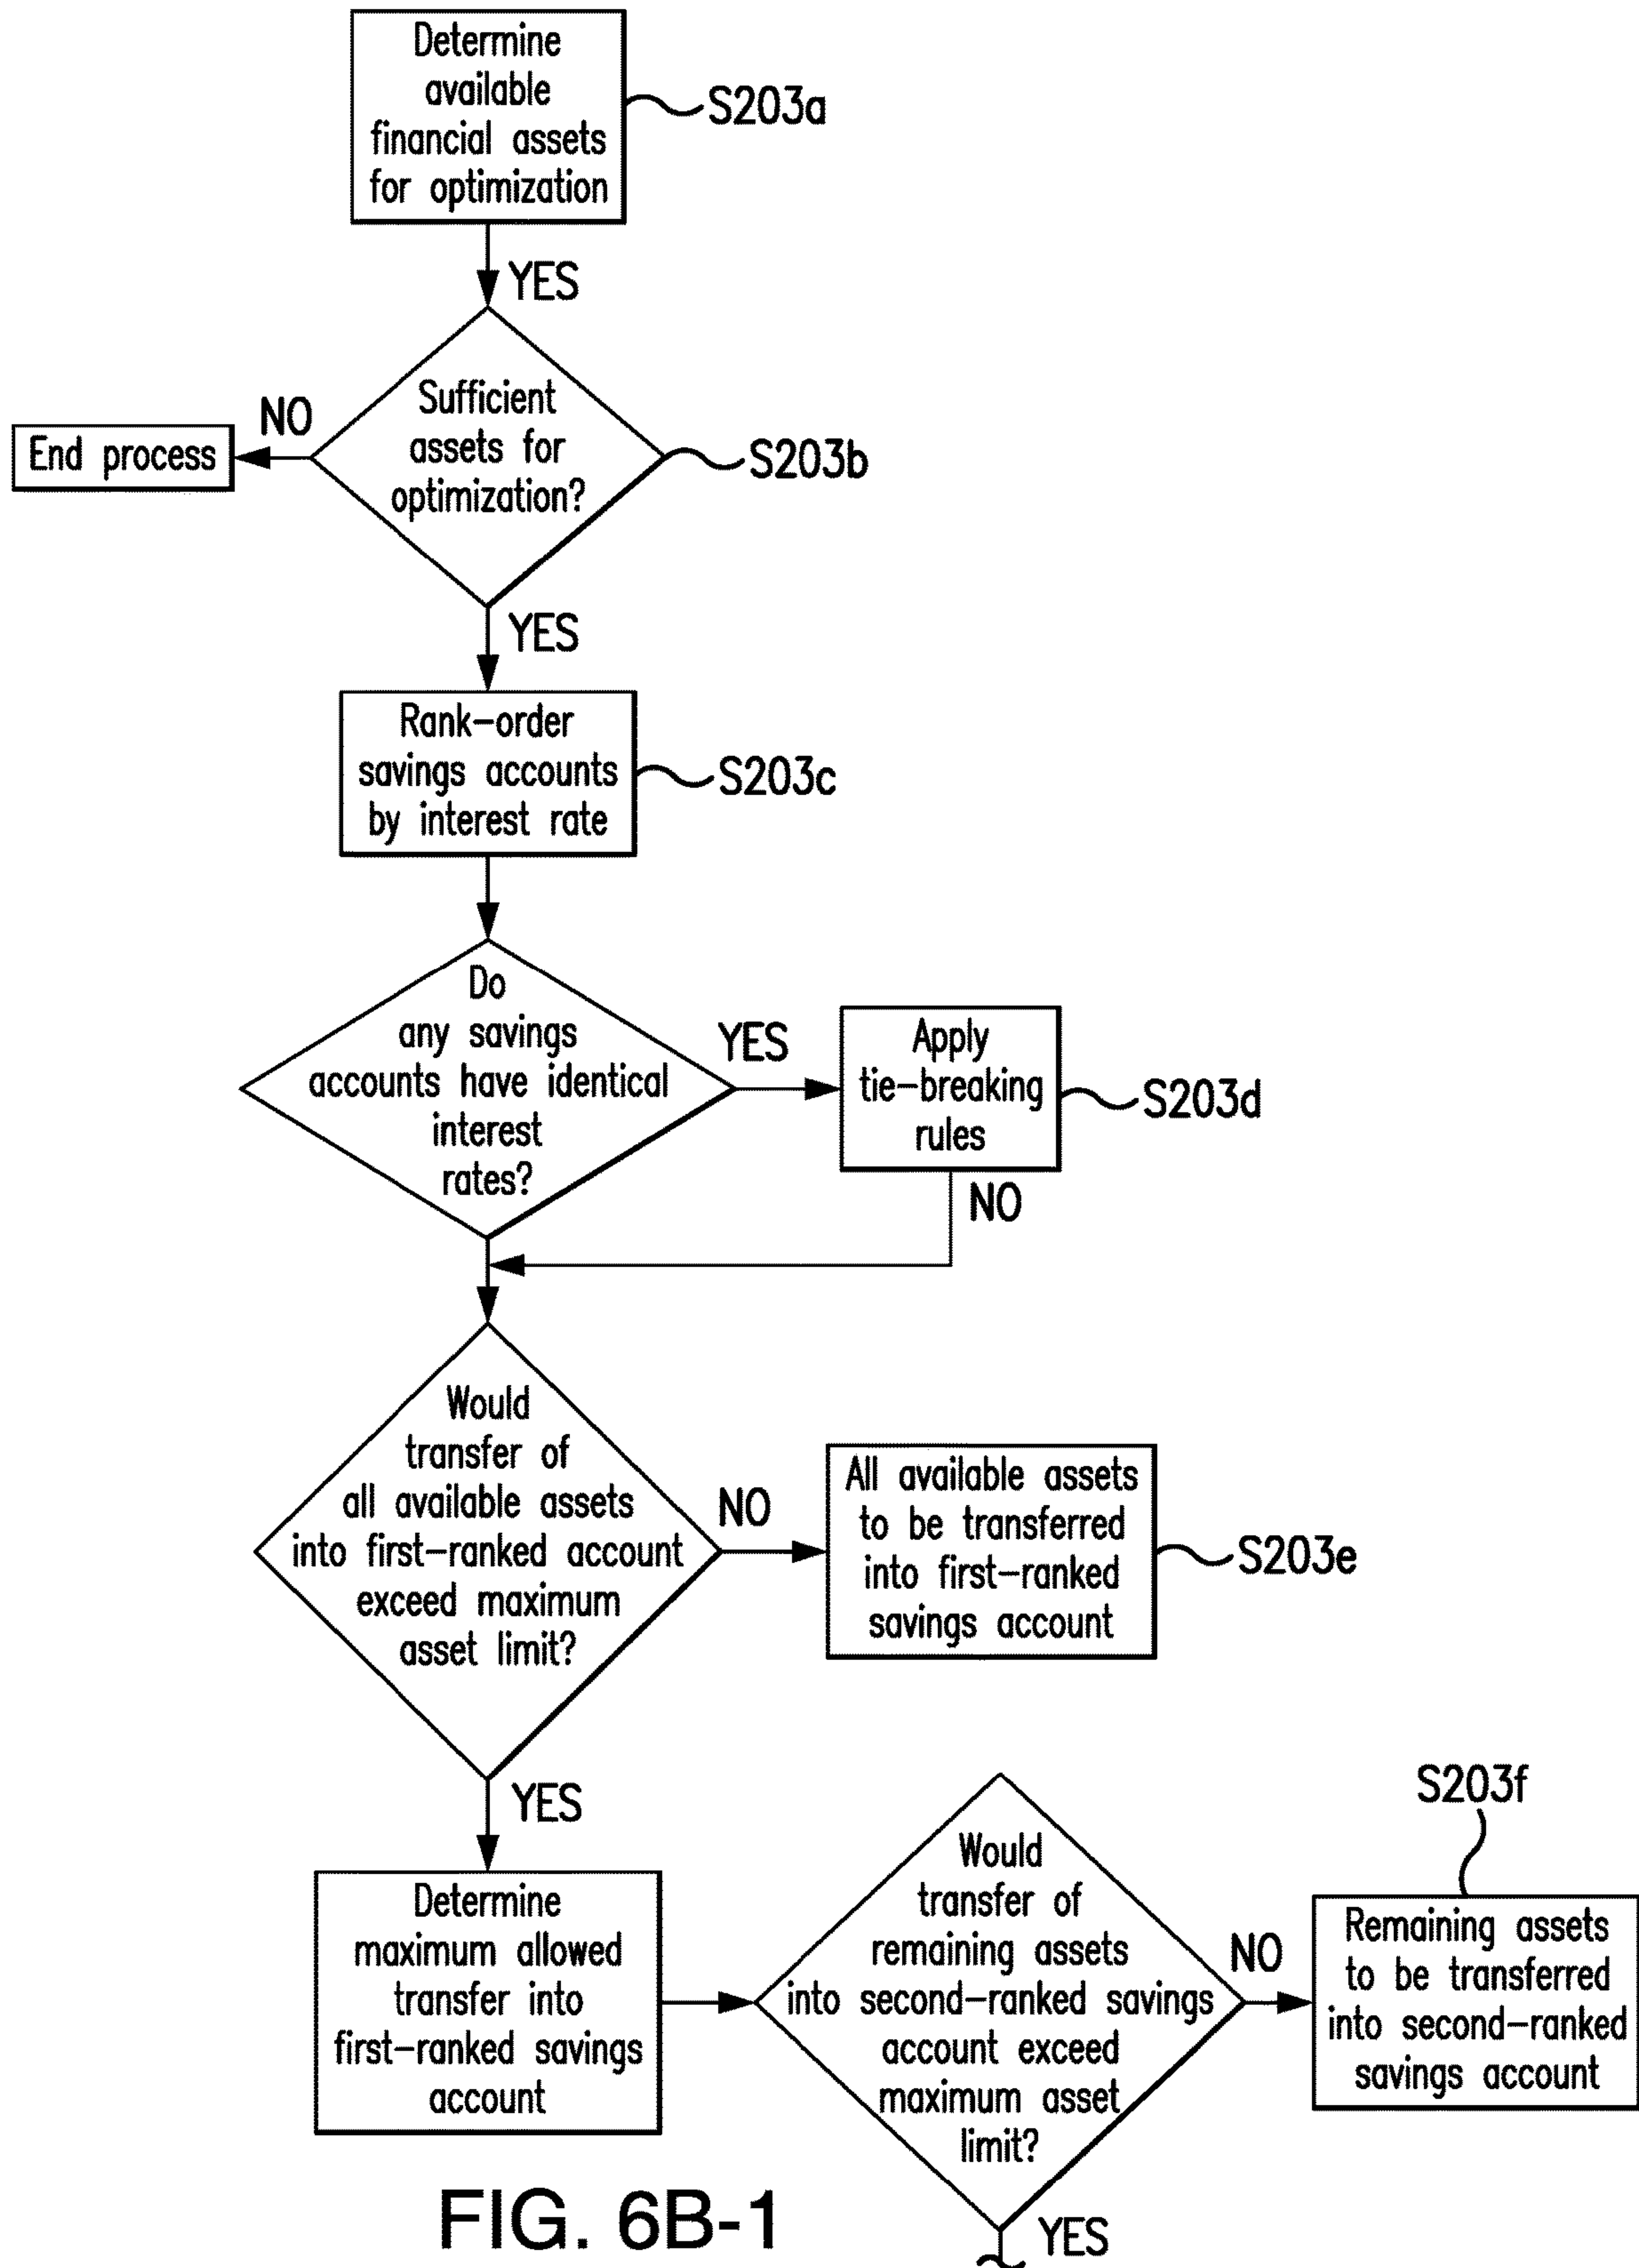 Determine
available
financial assets
for optimization
S203a
YES
Sufficient
assets for
optimization?
S203b
NO
End process
YES
Rank-order
savings accounts
by interest rate
S203c
Do
any savings
accounts have identical
interest
rates?
YES
Apply
tie-breaking
rules
S203d
NO
Would
transfer of
all available assets
into first-ranked account
exceed maximum
asset limit?
NO
All available assets
to be transferred
into first-ranked
savings account
S203e
YES
Determine
maximum allowed
transfer into
first-ranked savings
account
Would
transfer of
remaining assets
into second-ranked savings
account exceed
maximum asset
limit?
NO
S203f
Remaining assets
to be transferred
into second-ranked
savings account
YES
FIG. 6B-1